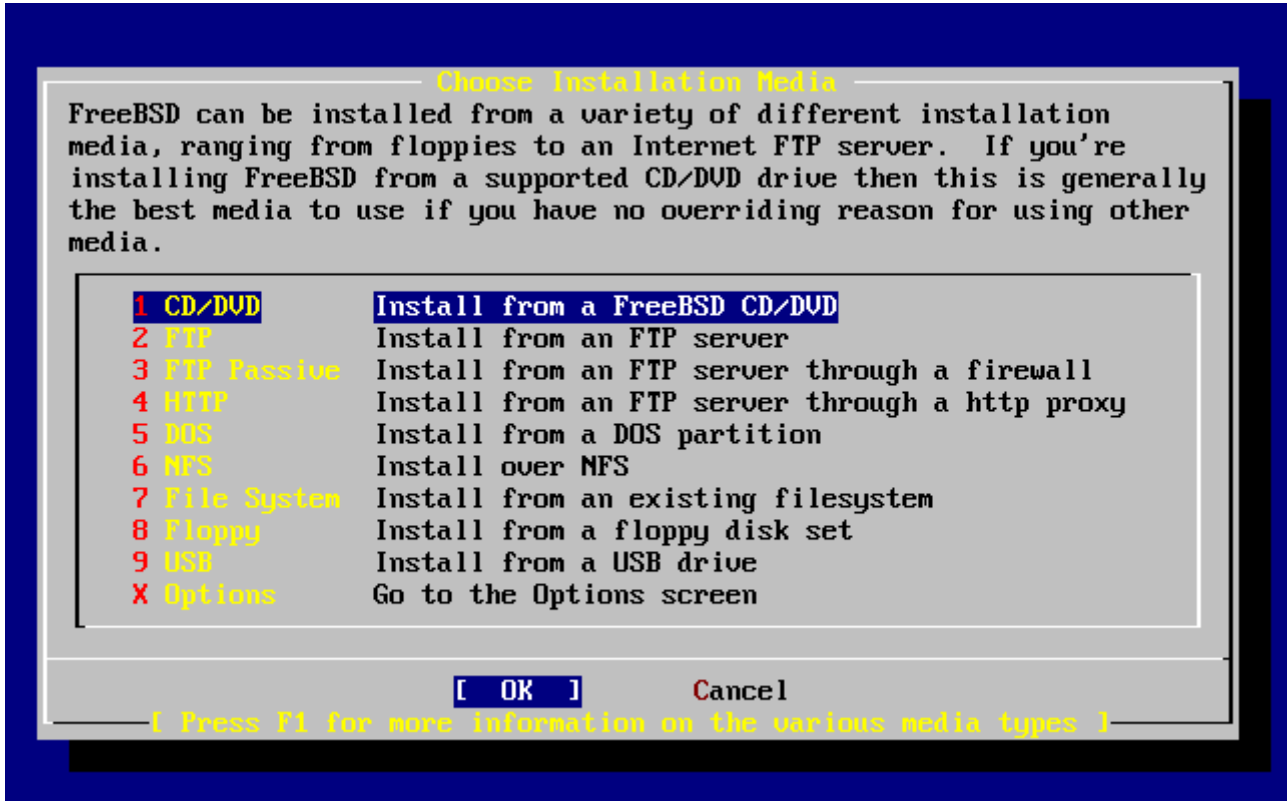 Choose Installation Media
FreeBSD can be installed from a variety of different installation
media, ranging from floppies to an Internet FTP server.  If you're
installing FreeBSD from a supported CD/DVD drive then this is generally
the best media to use if you have no overriding reason for using other
media.
1 CD/DVD Install from a FreeBSD CD/DVD
2 FTP Install from an FTP server
3 FTP Passive Install from an FTP server through a firewall
4 HTTP Install from an FTP server through a http proxy
5 DOS Install from a DOS partition
6 NFS Install over NFS
7 File System Install from an existing filesystem
8 Floppy Install from a floppy disk set
9 USB Install from a USB drive
X Options Go to the Options screen
[ OK ] Cancel
[ Press F1 for more information on the various media types ]